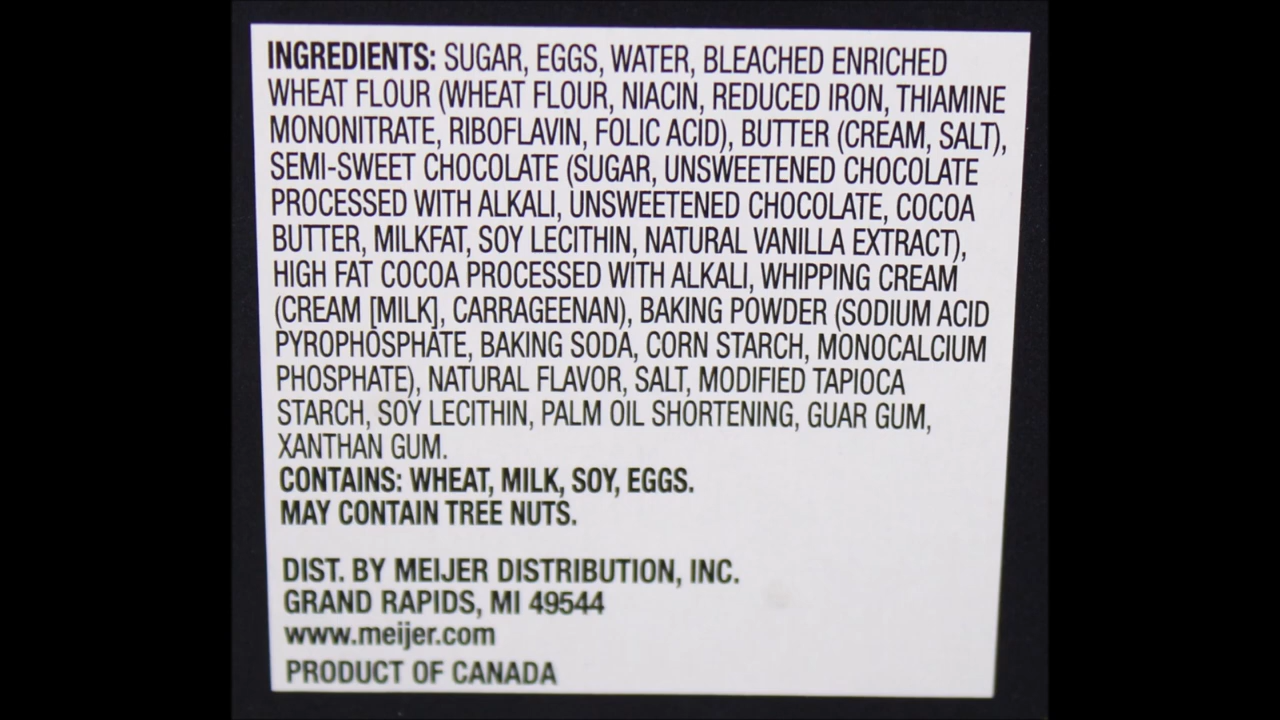 INGREDIENTS: SUGAR, EGGS, WATER, BLEACHED ENRICHED
WHEAT FLOUR (WHEAT FLOUR, NIACIN, REDUCED IRON, THIAMINE
MONONITRATE, RIBOFLAVIN, FOLIC ACID), BUTTER (CREAM, SALT),
SEMI-SWEET CHOCOLATE (SUGAR, UNSWEETENED CHOCOLATE
PROCESSED WITH ALKALI, UNSWEETENED CHOCOLATE, COCOA
BUTTER, MILKFAT, SOY LECITHIN, NATURAL VANILLA EXTRACT),
HIGH FAT COCOA PROCESSED WITH ALKALI, WHIPPING CREAM
(CREAM [MILK], CARRAGEENAN), BAKING POWDER (SODIUM ACID
PYROPHOSPHATE, BAKING SODA, CORN STARCH, MONOCALCIUM
PHOSPHATE), NATURAL FLAVOR, SALT, MODIFIED TAPIOCA
STARCH, SOY LECITHIN, PALM OIL SHORTENING, GUAR GUM,
XANTHAN GUM.
CONTAINS: WHEAT, MILK, SOY, EGGS.
MAY CONTAIN TREE NUTS.
DIST. BY MEIJER DISTRIBUTION, INC.
GRAND RAPIDS, MI 49544
www.meijer.com
PRODUCT OF CANADA